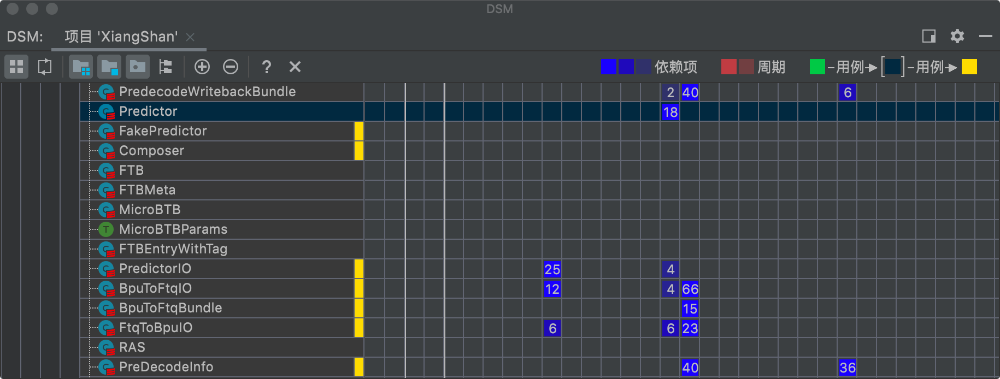 DSM
DSM: 项目 'XiangShan'
? 依赖项 周期 用例 用例
PredecodeWritebackBundle 2 40 6
Predictor 18
FakePredictor
Composer
FTB
FTBMeta
MicroBTB
T MicroBTBParams
FTBEntryWithTag
PredictorIO 25 4
BpuToFtqIO 12 4 66
BpuToFtqBundle 15
FtqToBpuIO 6 6 23
RAS
PreDecodeInfo 40 36